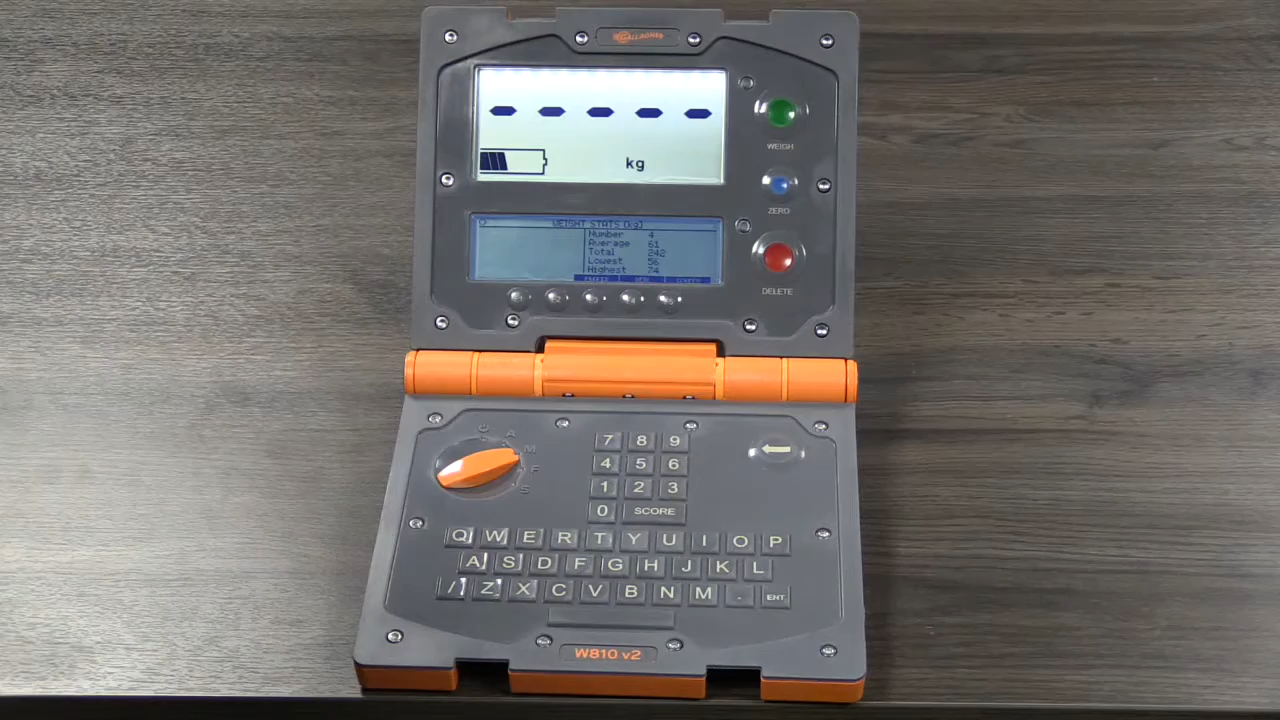 GALLAGHER
- - - - -
kg
WEIGH
ZERO
DELETE
WEIGHT STATS (kg)
Number 4
Average 61
Total 242
Lowest 56
Highest 74
A
M
F
S
7 8 9
4 5 6
1 2 3
0 SCORE
Q W E R T Y U I O P
A S D F G H J K L
/ Z X C V B N M . ENT
W810 v2